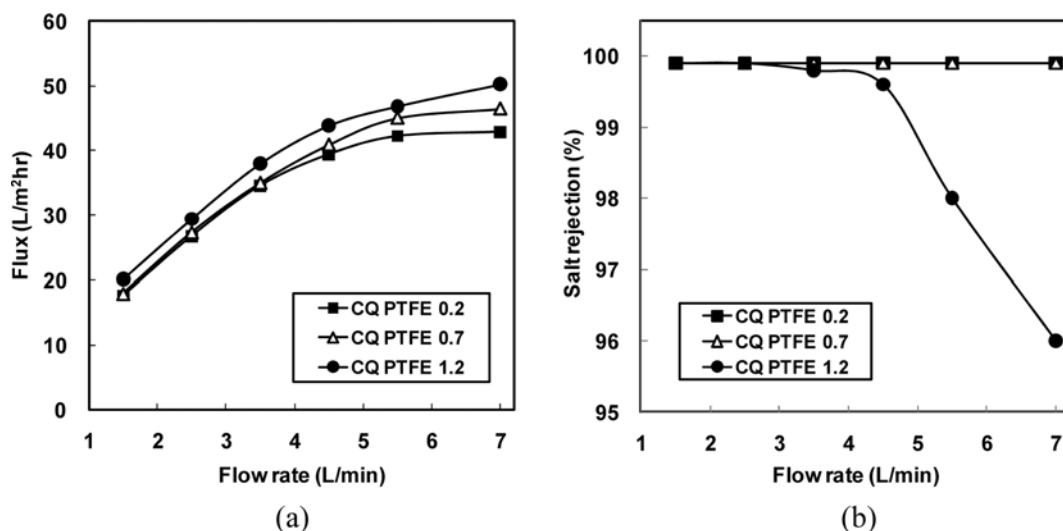 60
50
40
30
20
10
0
Flux (L/m²hr)
CQ PTFE 0.2
CQ PTFE 0.7
CQ PTFE 1.2
1 2 3 4 5 6 7
Flow rate (L/min)
(a)
100
99
98
97
96
95
Salt rejection (%)
CQ PTFE 0.2
CQ PTFE 0.7
CQ PTFE 1.2
1 2 3 4 5 6 7
Flow rate (L/min)
(b)